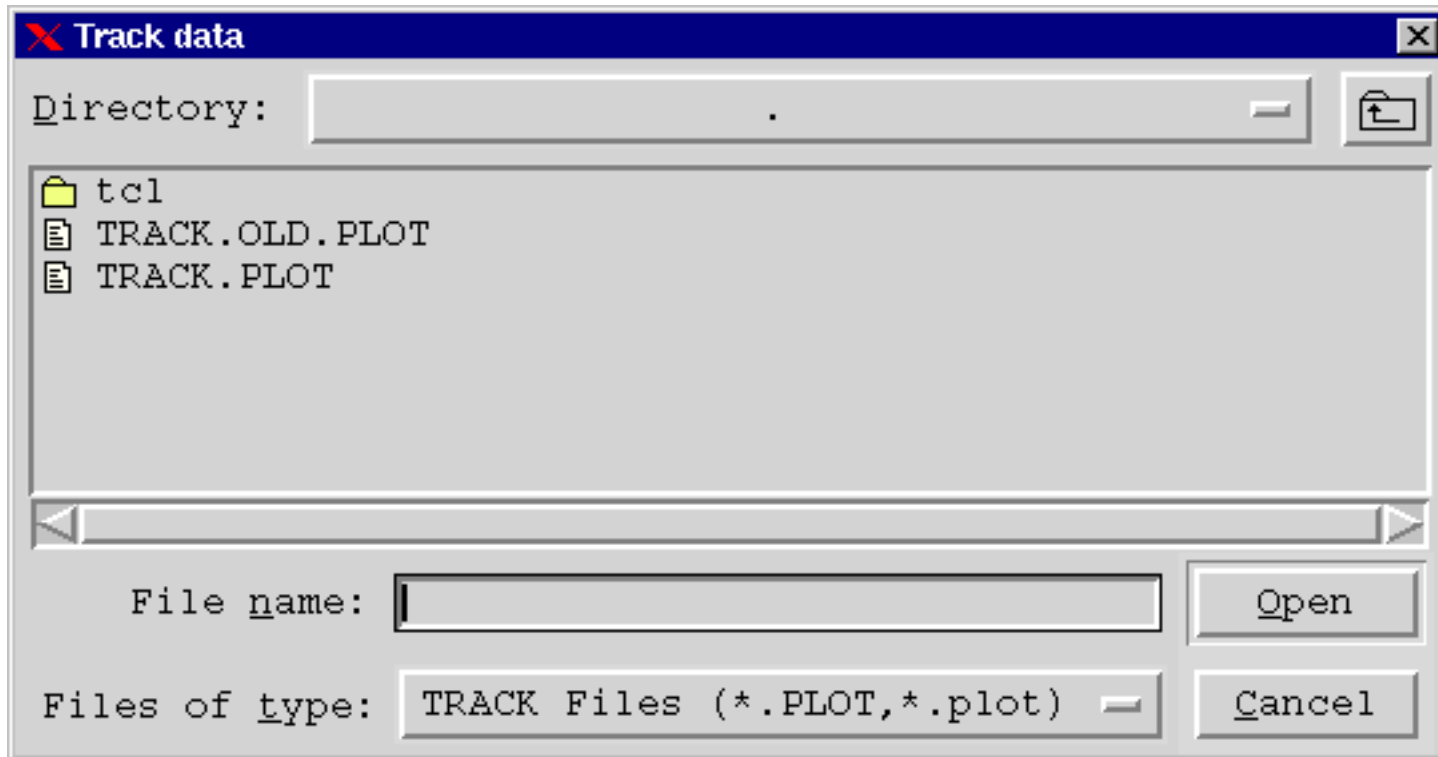 Track data
Directory: .
tcl
TRACK.OLD.PLOT
TRACK.PLOT
File name: Open
Files of type: TRACK Files (*.PLOT,*.plot) Cancel